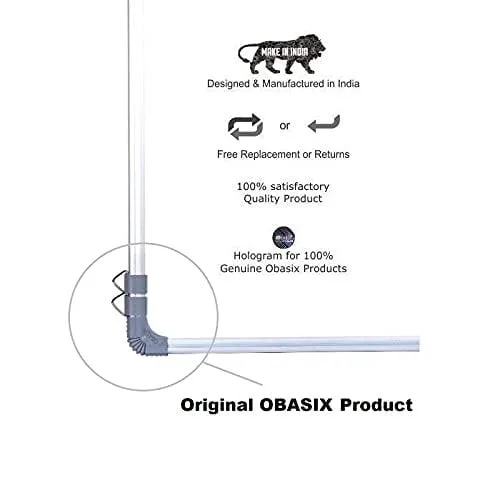 MAKE IN INDIA
Designed & Manufactured in India
or
Free Replacement or Returns
100% satisfactory
Quality Product
Hologram for 100%
Genuine Obasix Products
Original OBASIX Product